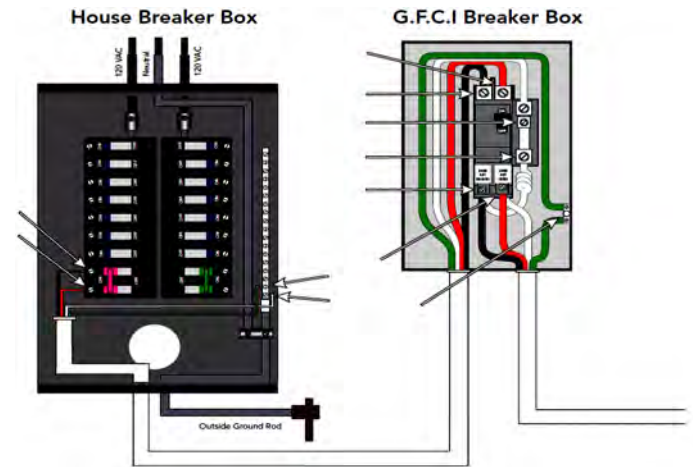 House Breaker Box
G.F.C.I Breaker Box
120 VAC
Neutral
120 VAC
Outside Ground Rod